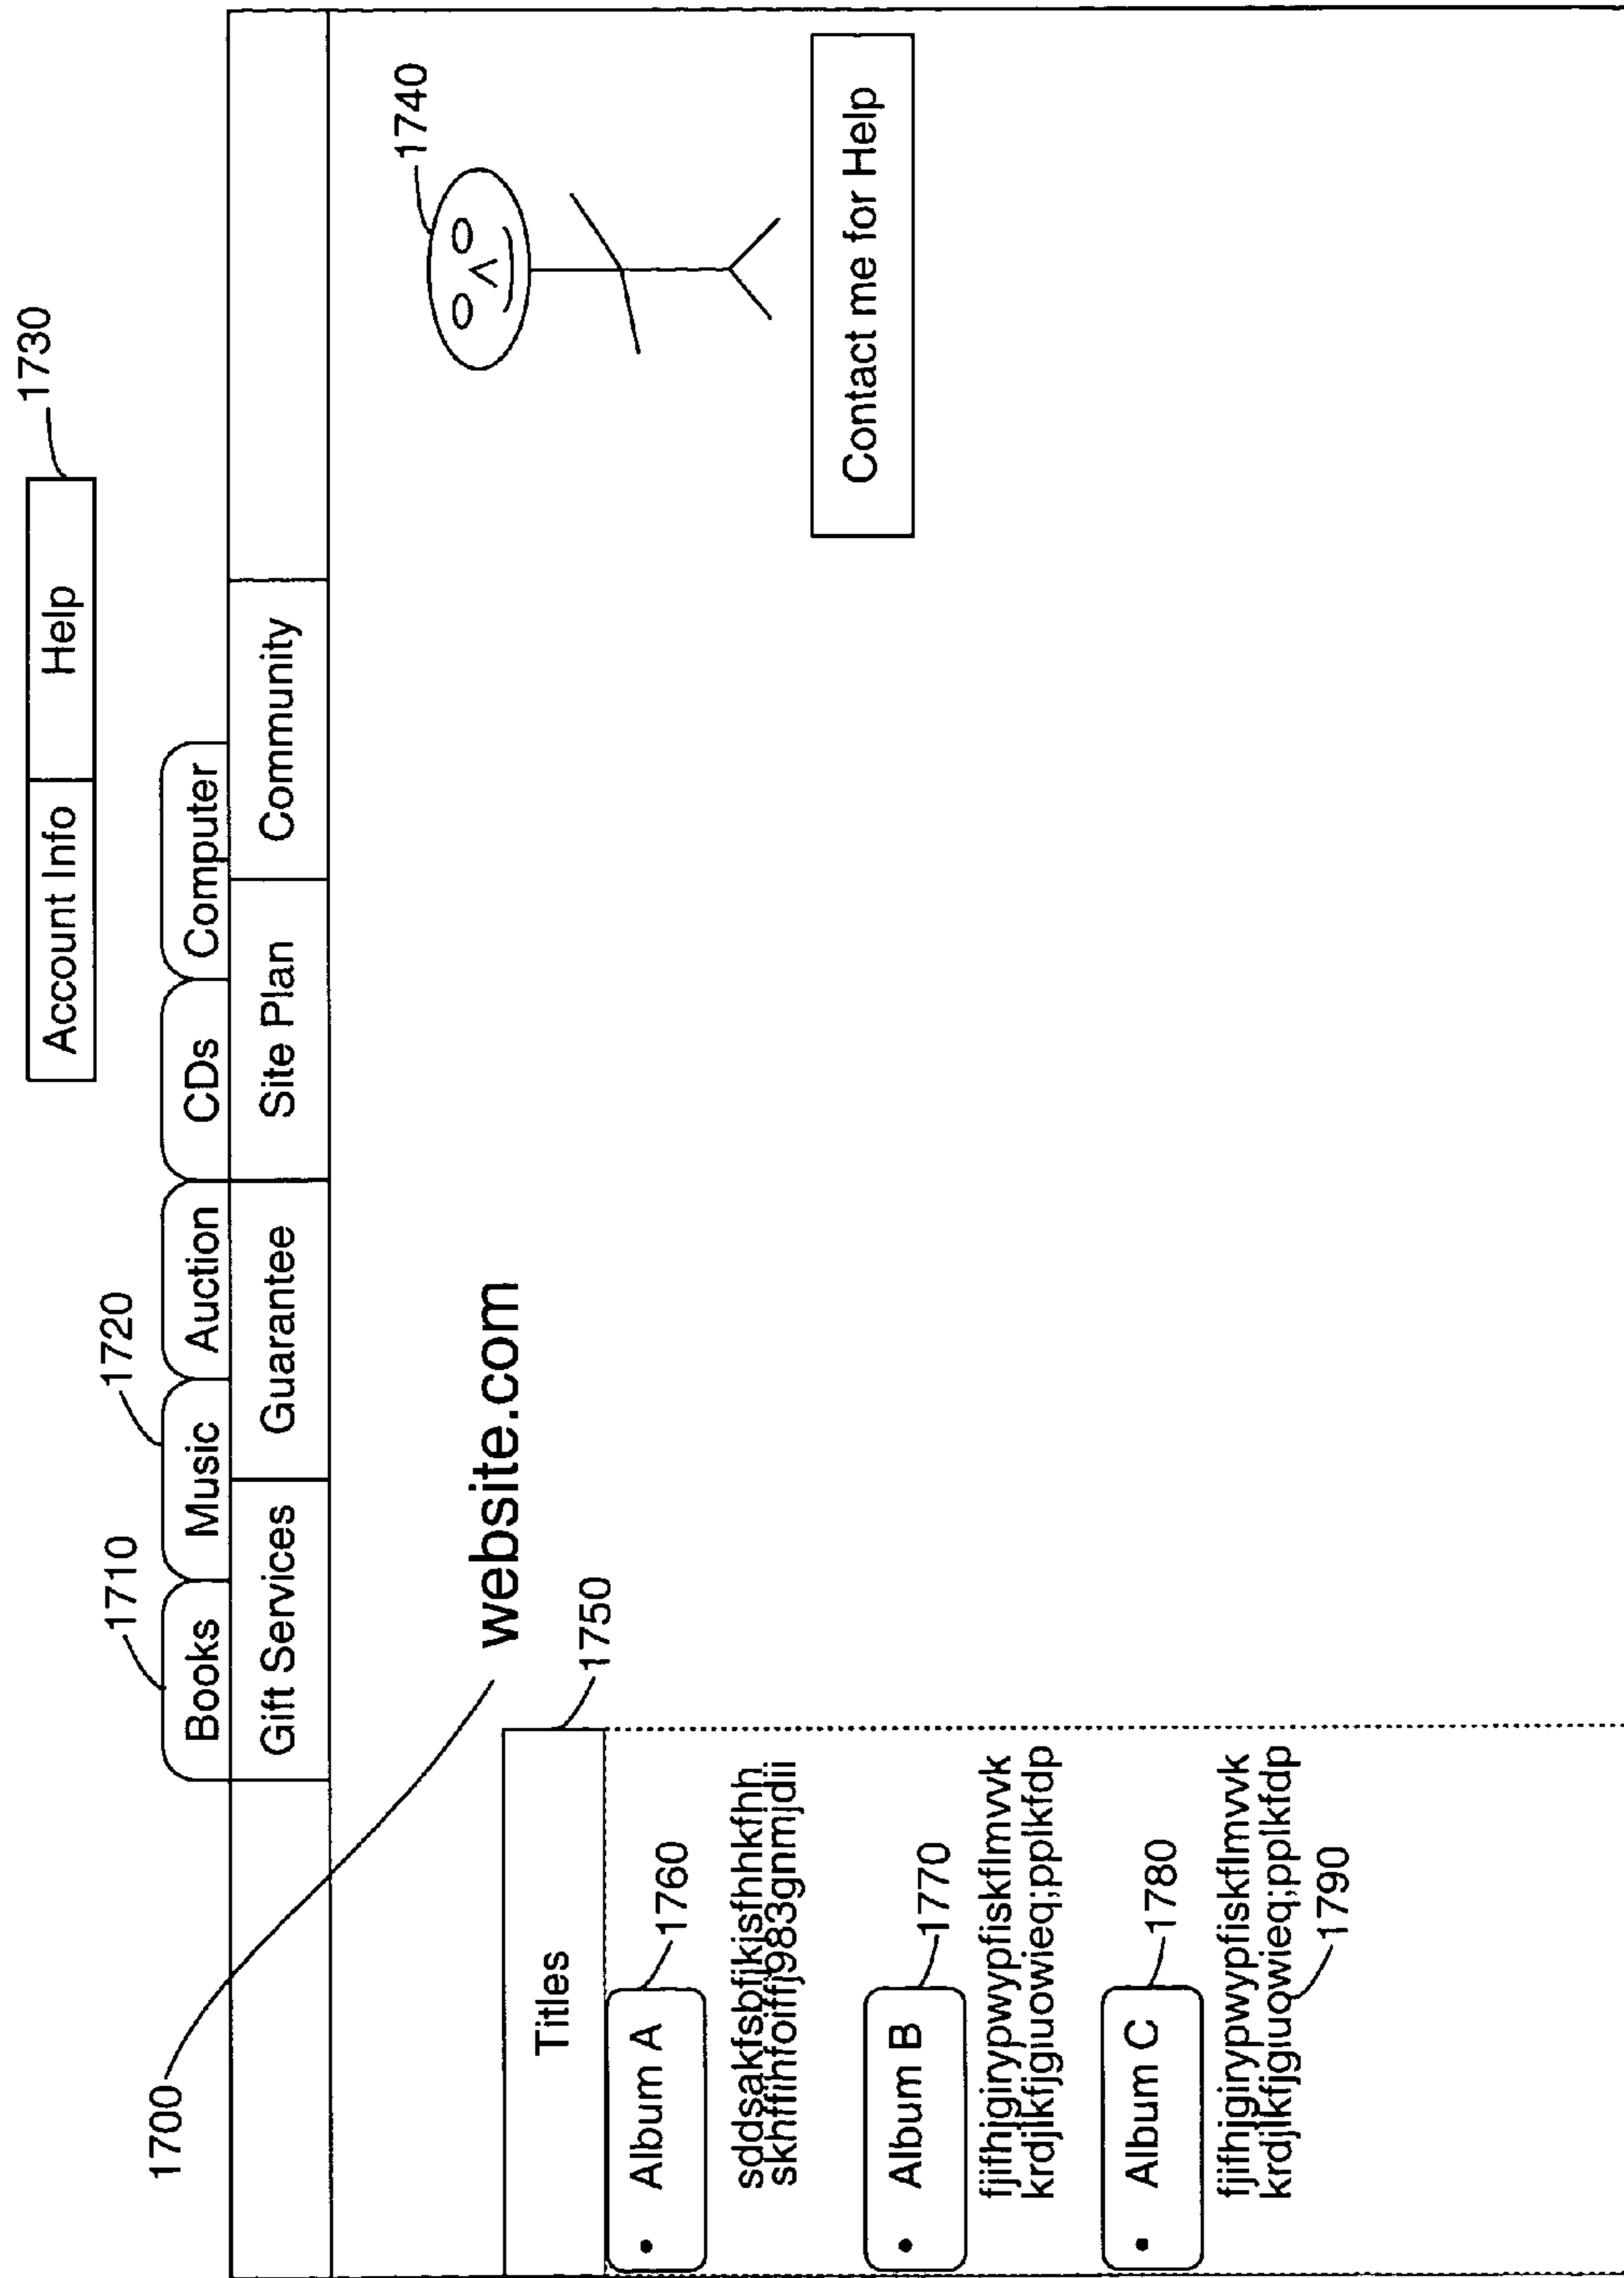 1730
Account Info Help
1710 1720
Books Music Auction CDs Computer
Gift Services Guarantee Site Plan Community
1700
1740
website.com
1750
Titles
• Album A 1760
sddsakfsbfjkjsfhhkfhh
skhffihfoiffj983gnmjdii
Contact me for Help
• Album B 1770
fjifhjgirypwypfiskflmvvk
krdjlkfjgiuowieq;pplkfdp
• Album C 1780
fjifhjgirypwypfiskflmvvk
krdjlkfjgiuowieq;pplkfdp
1790